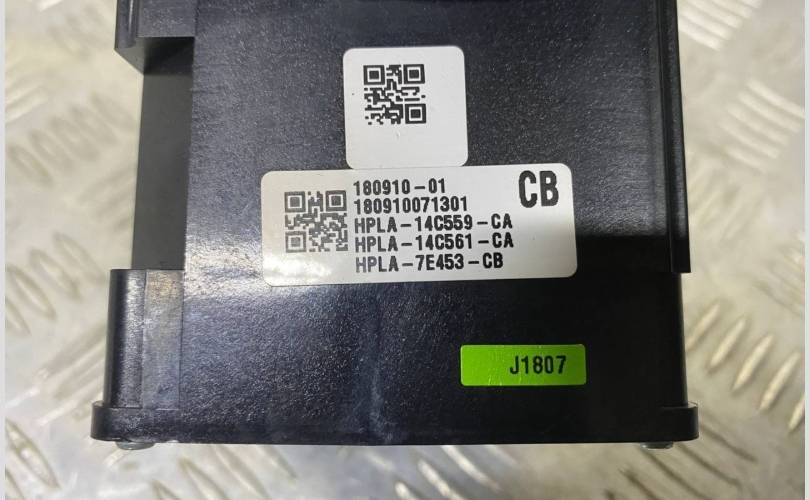 180910-01
CB
180910071301
HPLA-14C559-CA
HPLA-14C561-CA
HPLA-7E453-CB
J1807